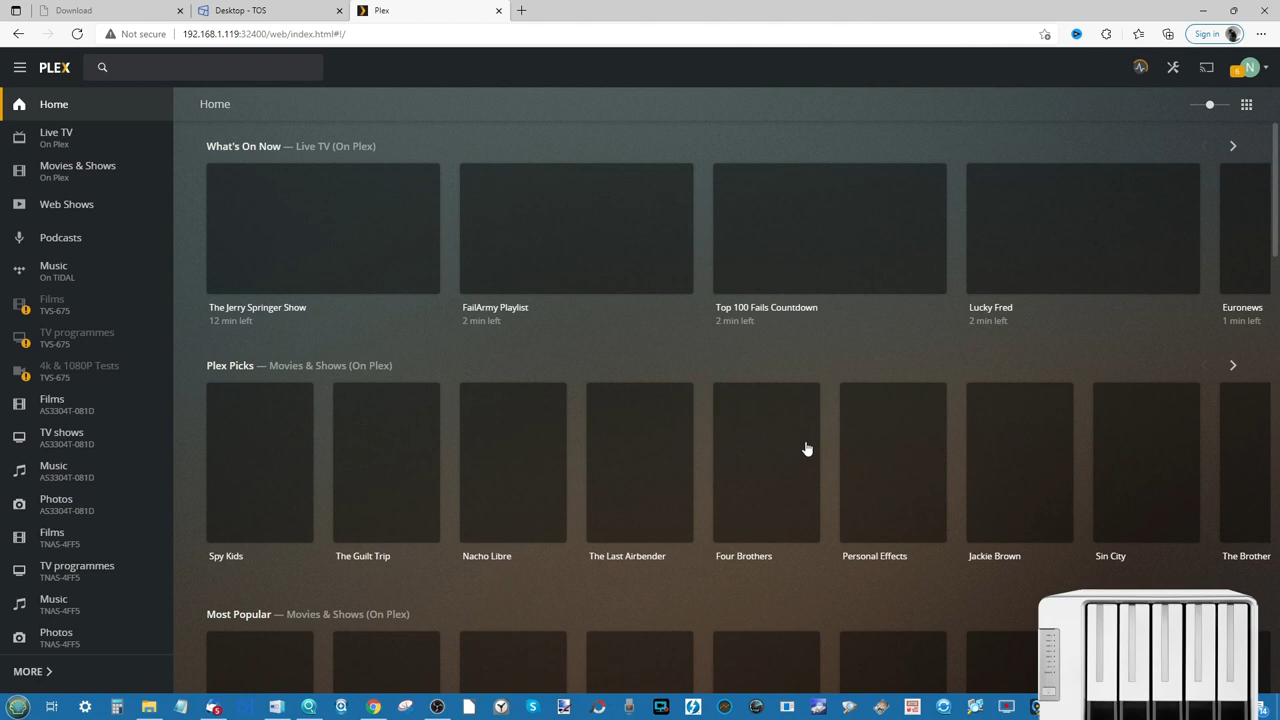 Download
Desktop - TOS
Plex
Not secure
192.168.1.119:32400/web/index.html#!/
Sign in
PLEX
6
N
Home
Home
Live TV
On Plex
Movies & Shows
On Plex
Web Shows
Podcasts
Music
On TIDAL
Films
TVS-675
TV programmes
TVS-675
4k & 1080P Tests
TVS-675
Films
AS3304T-081D
TV shows
AS3304T-081D
Music
AS3304T-081D
Photos
AS3304T-081D
Films
TNAS-4FF5
TV programmes
TNAS-4FF5
Music
TNAS-4FF5
Photos
TNAS-4FF5
MORE
What's On Now — Live TV (On Plex)
The Jerry Springer Show
12 min left
FailArmy Playlist
2 min left
Top 100 Fails Countdown
2 min left
Lucky Fred
2 min left
Euronews
1 min left
Plex Picks — Movies & Shows (On Plex)
Spy Kids
The Guilt Trip
Nacho Libre
The Last Airbender
Four Brothers
Personal Effects
Jackie Brown
Sin City
The Brother
Most Popular — Movies & Shows (On Plex)
5
14